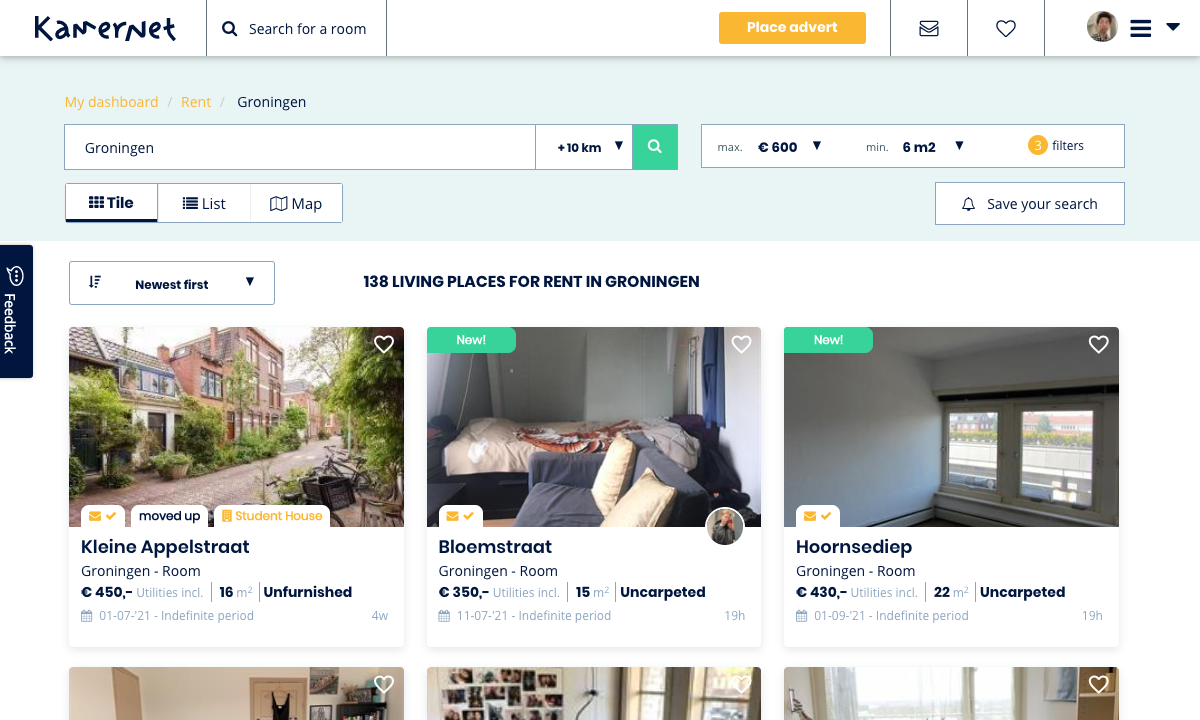 Kamernet
Search for a room
Place advert
My dashboard / Rent / Groningen
Groningen
+ 10 km
max. € 600
min. 6 m2
3 filters
Tile
List
Map
Save your search
Feedback
Newest first
138 LIVING PLACES FOR RENT IN GRONINGEN
moved up
Student House
Kleine Appelstraat
Groningen - Room
€ 450,- Utilities incl. 16 m² Unfurnished
01-07-'21 - Indefinite period 4w
New!
Bloemstraat
Groningen - Room
€ 350,- Utilities incl. 15 m² Uncarpeted
11-07-'21 - Indefinite period 19h
New!
Hoornsediep
Groningen - Room
€ 430,- Utilities incl. 22 m² Uncarpeted
01-09-'21 - Indefinite period 19h